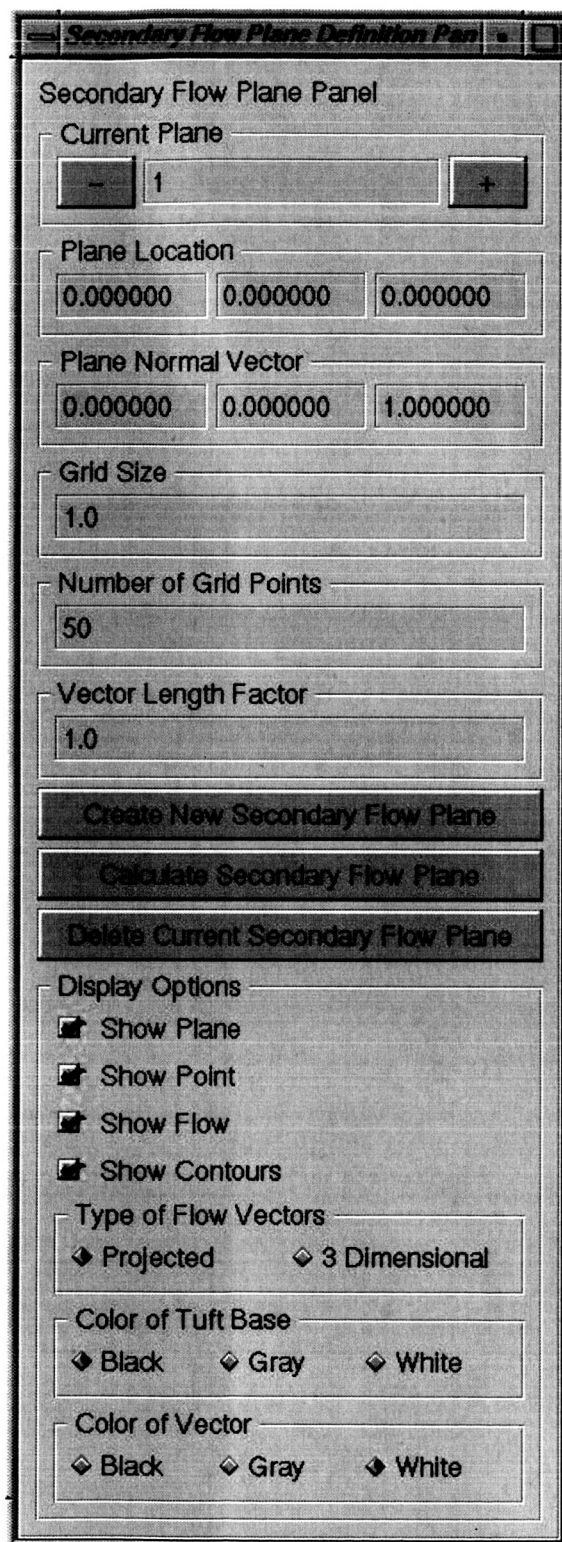 Secondary Flow Plane Definition Pan
Secondary Flow Plane Panel
Current Plane
- 1 +
Plane Location
0.000000 0.000000 0.000000
Plane Normal Vector
0.000000 0.000000 1.000000
Grid Size
1.0
Number of Grid Points
50
Vector Length Factor
1.0
Create New Secondary Flow Plane
Calculate Secondary Flow Plane
Delete Current Secondary Flow Plane
Display Options
Show Plane
Show Point
Show Flow
Show Contours
Type of Flow Vectors
Projected 3 Dimensional
Color of Tuft Base
Black Gray White
Color of Vector
Black Gray White